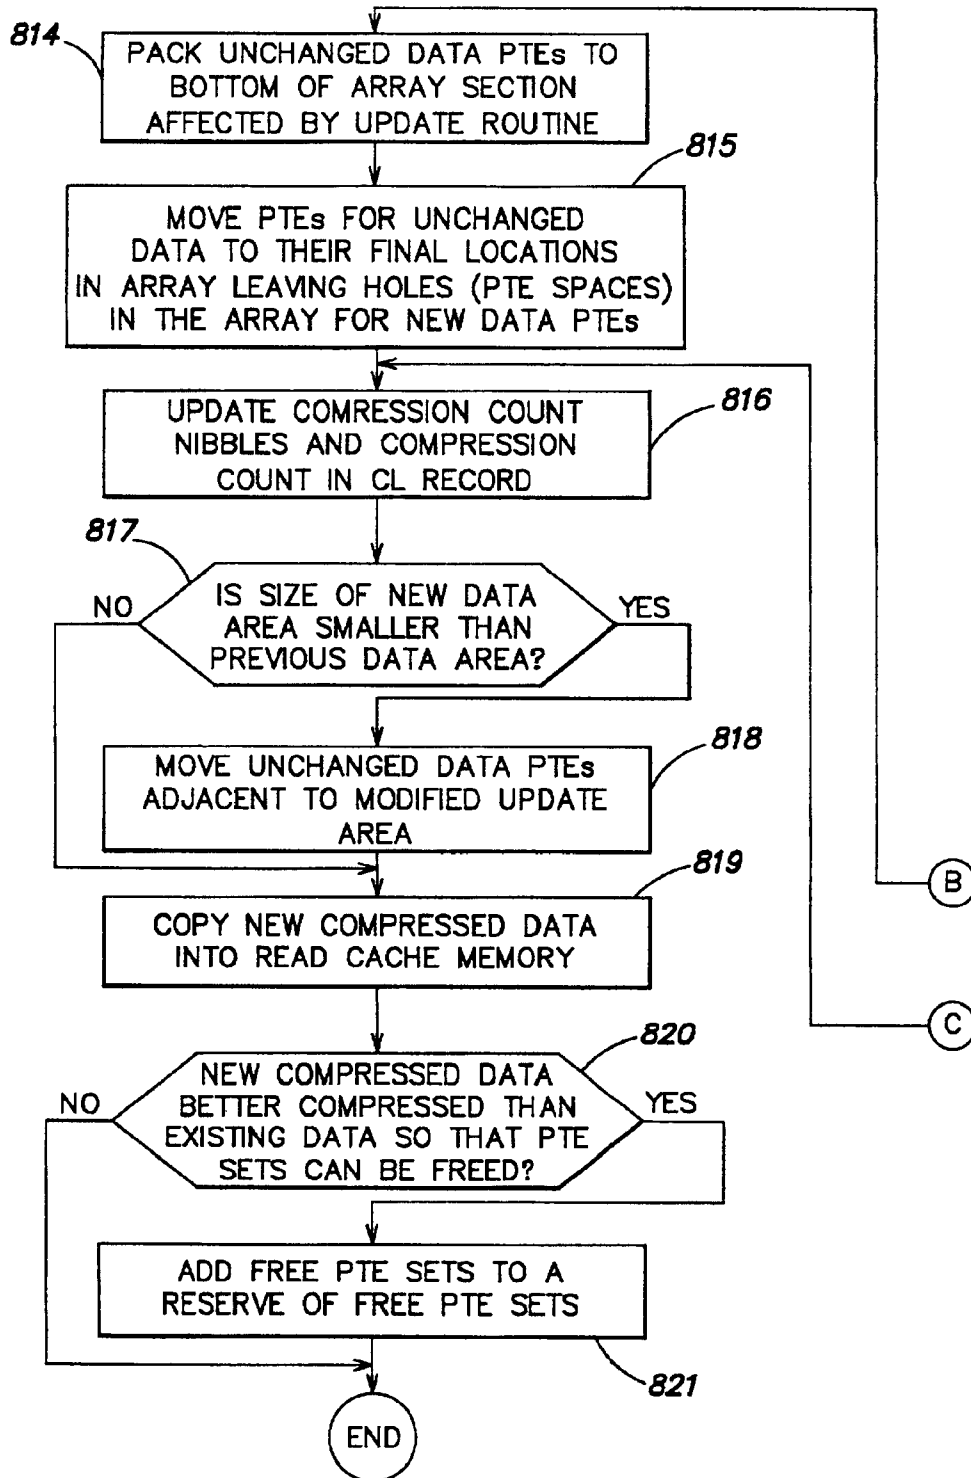 814
PACK UNCHANGED DATA PTEs TO
BOTTOM OF ARRAY SECTION
AFFECTED BY UPDATE ROUTINE
815
MOVE PTEs FOR UNCHANGED
DATA TO THEIR FINAL LOCATIONS
IN ARRAY LEAVING HOLES (PTE SPACES)
IN THE ARRAY FOR NEW DATA PTEs
816
UPDATE COMRESSION COUNT
NIBBLES AND COMPRESSION
COUNT IN CL RECORD
817
NO
IS SIZE OF NEW DATA
AREA SMALLER THAN
PREVIOUS DATA AREA?
YES
818
MOVE UNCHANGED DATA PTEs
ADJACENT TO MODIFIED UPDATE
AREA
819
B
COPY NEW COMPRESSED DATA
INTO READ CACHE MEMORY
C
820
NO
NEW COMPRESSED DATA
BETTER COMPRESSED THAN
EXISTING DATA SO THAT PTE
SETS CAN BE FREED?
YES
ADD FREE PTE SETS TO A
RESERVE OF FREE PTE SETS
821
END